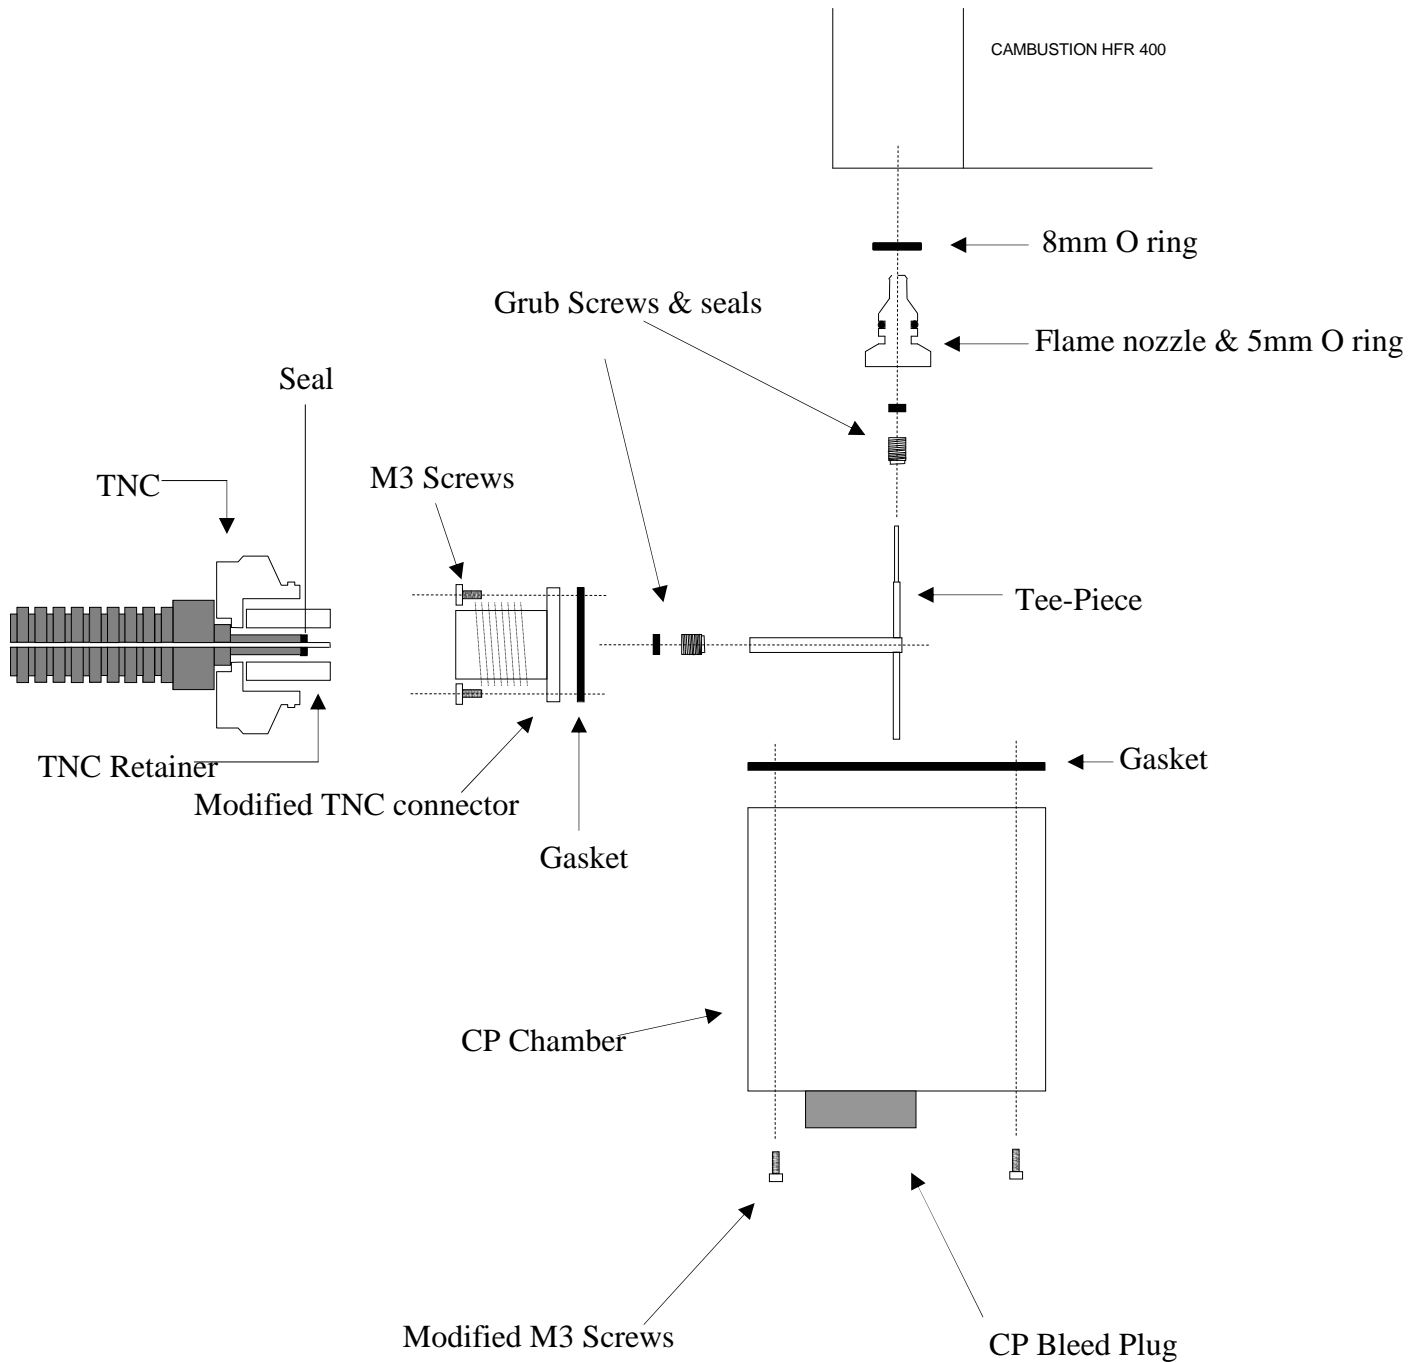 CAMBUSTION HFR 400
8mm O ring
Grub Screws & seals
Flame nozzle & 5mm O ring
Seal
M3 Screws
TNC
Tee-Piece
TNC Retainer
Gasket
Modified TNC connector
Gasket
CP Chamber
Modified M3 Screws
CP Bleed Plug